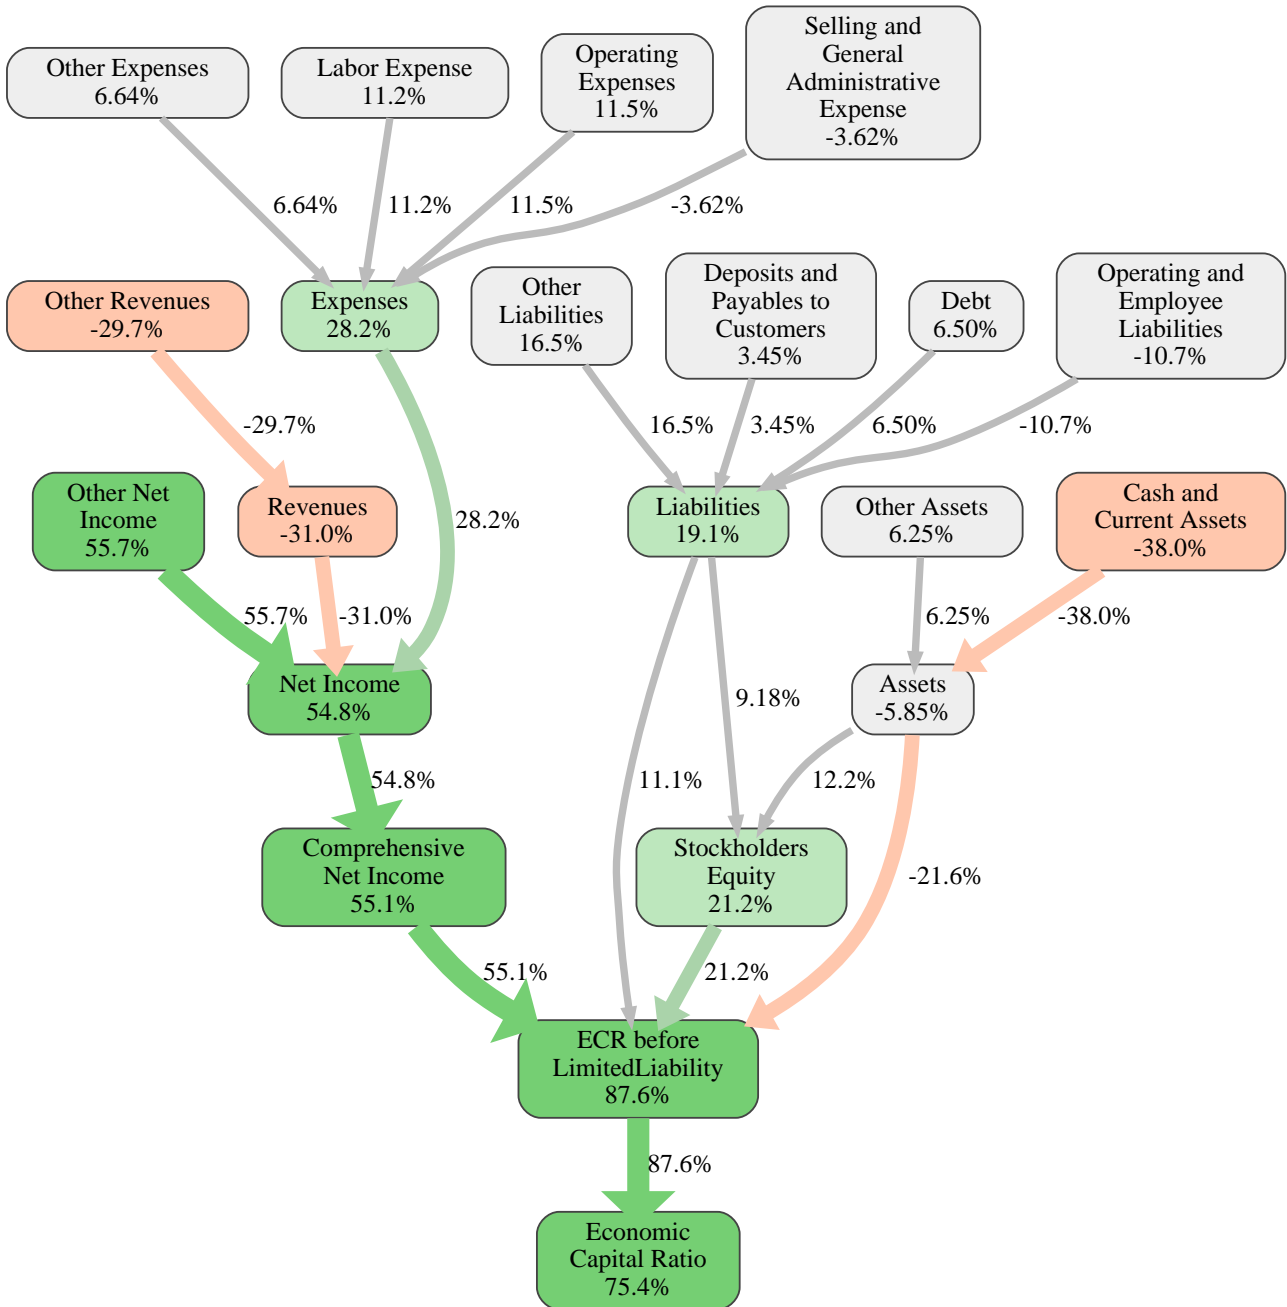 Selling and
General
Administrative
Expense
-3.62%
Other Expenses
6.64%
Labor Expense
11.2%
Operating
Expenses
11.5%
6.64%
11.2%
11.5%
-3.62%
Other Revenues
-29.7%
Expenses
28.2%
Other
Liabilities
16.5%
Deposits and
Payables to
Customers
3.45%
Debt
6.50%
Operating and
Employee
Liabilities
-10.7%
-29.7%
16.5%
3.45%
6.50%
-10.7%
Other Net
Income
55.7%
Revenues
-31.0%
28.2%
Liabilities
19.1%
Other Assets
6.25%
Cash and
Current Assets
-38.0%
55.7%
-31.0%
6.25%
-38.0%
Net Income
54.8%
9.18%
Assets
-5.85%
54.8%
11.1%
12.2%
Comprehensive
Net Income
55.1%
Stockholders
Equity
21.2%
-21.6%
55.1%
21.2%
ECR before
LimitedLiability
87.6%
87.6%
Economic
Capital Ratio
75.4%